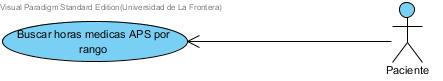 Visual Paradigm Standard Edition(Universidad de La Frontera)
Buscar horas medicas APS por
rango
Paciente